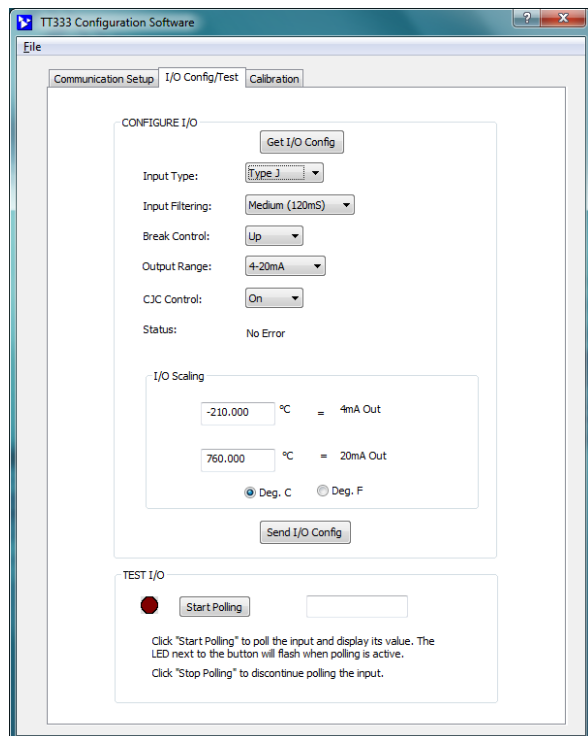 TT333 Configuration Software
?
File
Communication Setup
I/O Config/Test
Calibration
CONFIGURE I/O
Get I/O Config
Input Type: Type J
Input Filtering: Medium (120mS)
Break Control: Up
Output Range: 4-20mA
CJC Control: On
Status: No Error
I/O Scaling
-210.000 °C = 4mA Out
760.000 °C = 20mA Out
Deg. C Deg. F
Send I/O Config
TEST I/O
Start Polling
Click "Start Polling" to poll the input and display its value. The
LED next to the button will flash when polling is active.
Click "Stop Polling" to discontinue polling the input.